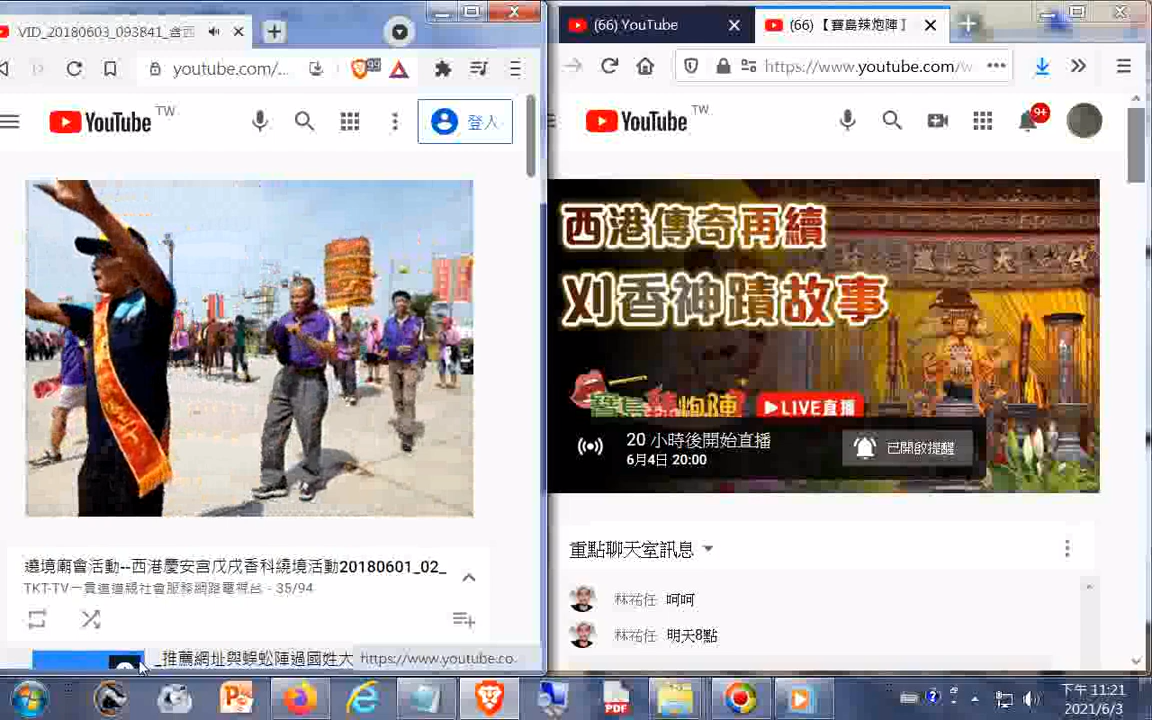 VID_20180603_093841_
youtube.com/...
99
YouTube TW
登入
遶境廟會活動--西港慶安宮戊戌香科繞境活動20180601_02_
TKT-TV一貫道道親社會服務網路電視台 - 35/94
_推薦網址與蜈蚣陣過國姓大
https://www.youtube.co
(66) YouTube
(66) 【寶島辣炮陣】
https://www.youtube.com/w
YouTube TW
9+
西港傳奇再續
刈香神蹟故事
寶島辣炮陣
LIVE直播
20 小時後開始直播
6月4日 20:00
已開啟提醒
重點聊天室訊息
林祐任 呵呵
林祐任 明天8點
PDF
下午 11:21
2021/6/3